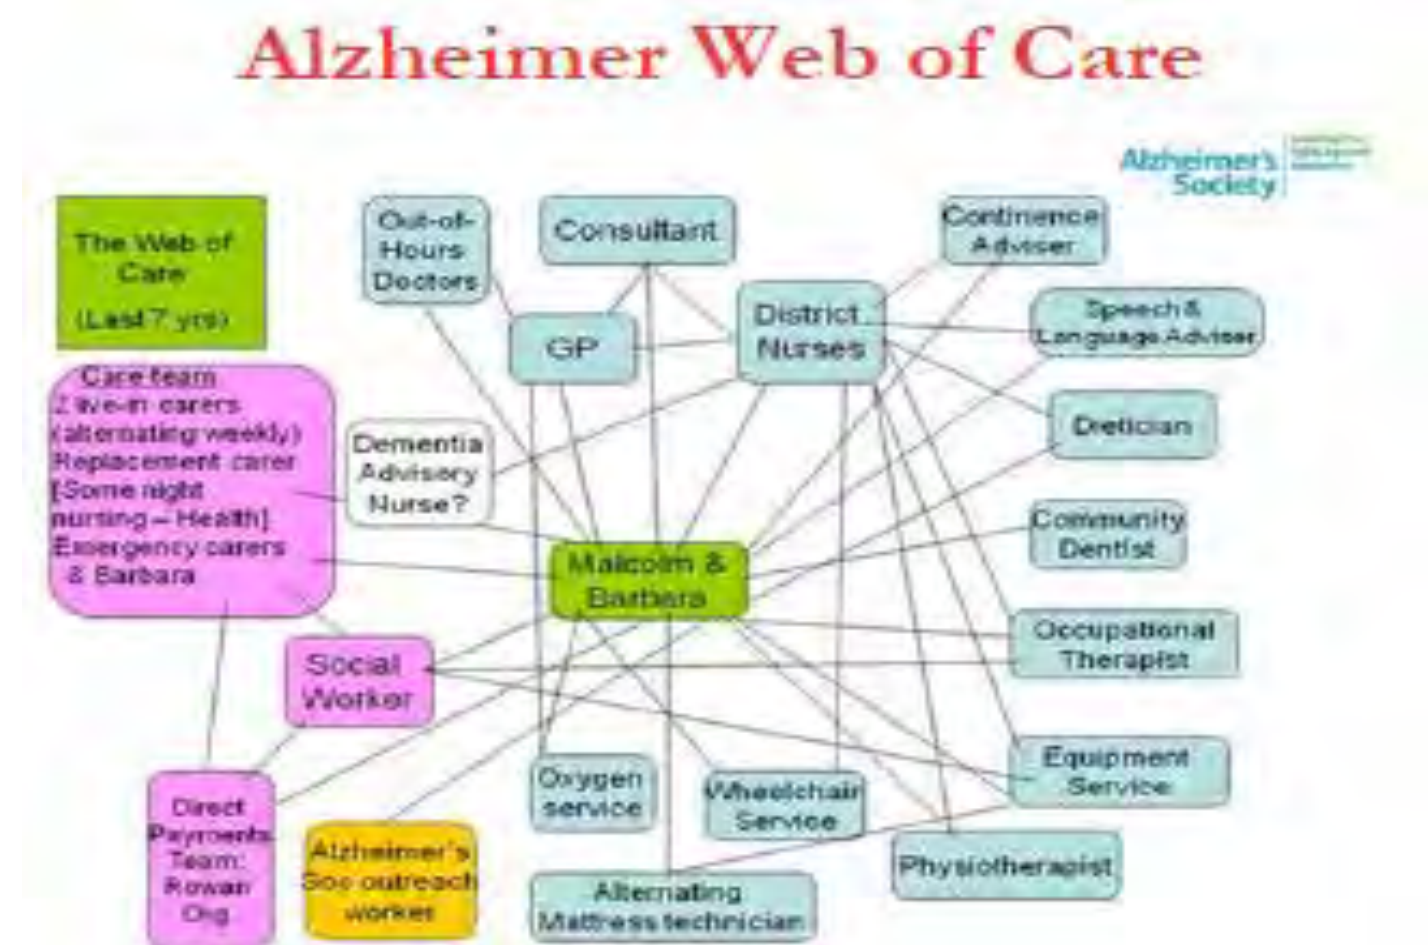 Alzheimer Web of Care
Alzheimer's
Society
The Web of
Care
(Last 7 yrs)
Out-of-
Hours
Doctors
Consultant
Continence
Adviser
GP
District
Nurses
Speech &
Language Adviser
Care team
2 live-in carers
(alternating weekly)
Replacement carer
[Some night
nursing – Health]
Emergency carers
& Barbara
Dementia
Advisory
Nurse?
Dietician
Community
Dentist
Malcolm &
Barbara
Occupational
Therapist
Social
Worker
Equipment
Service
Oxygen
service
Wheelchair
Service
Direct
Payments
Team:
Rowan
Org
Alzheimer's
Soc outreach
worker
Alternating
Mattress technician
Physiotherapist